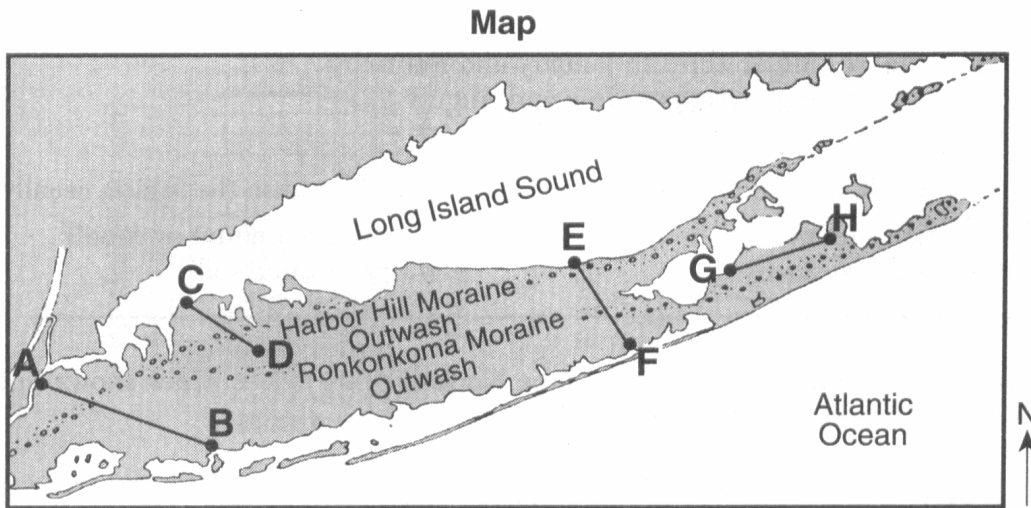 Map
Long Island Sound
E
H
G
C
Harbor Hill Moraine
Outwash
Ronkonkoma Moraine
Outwash
D
F
A
B
Atlantic
Ocean
N